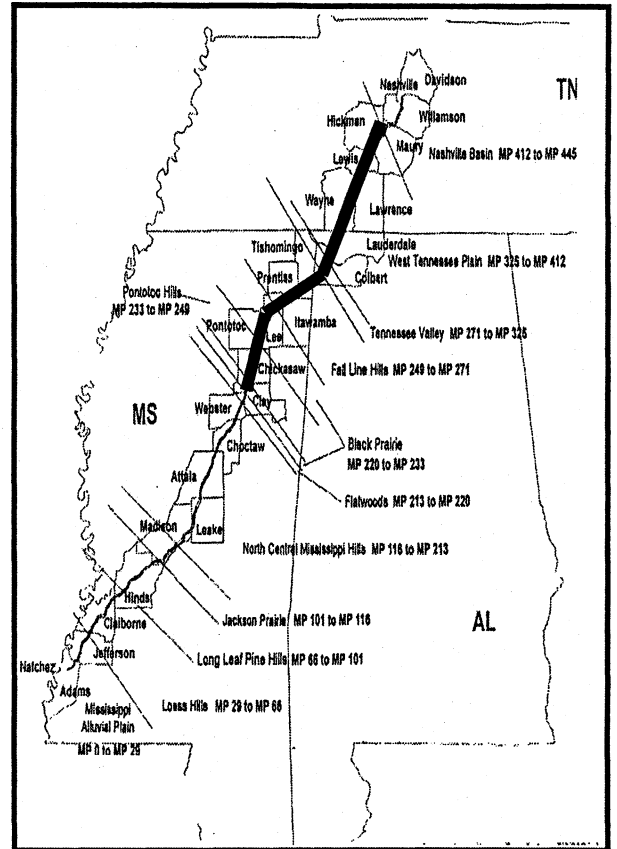 Nashville
Davidson
TN
Hickman
Williamson
Maury
Nashville Basin MP 412 to MP 445
Lewis
Wayne
Lawrence
Tishomingo
Lauderdale
West Tennessee Plain MP 325 to MP 412
Prentiss
Colbert
Pontotoc Hills
MP 233 to MP 249
Pontotoc
Lee
Itawamba
Tennessee Valley MP 271 to MP 325
Chickasaw
Fall Line Hills MP 249 to MP 271
MS
Webster
Clay
Choctaw
Black Prairie
MP 220 to MP 233
Attala
Flatwoods MP 213 to MP 220
Madison
Leake
North Central Mississippi Hills MP 116 to MP 213
Hinds
Jackson Prairie MP 101 to MP 116
AL
Claiborne
Jefferson
Long Leaf Pine Hills MP 66 to MP 101
Natchez
Adams
Loess Hills MP 29 to MP 66
Mississippi
Alluvial Plain
MP 0 to MP 29